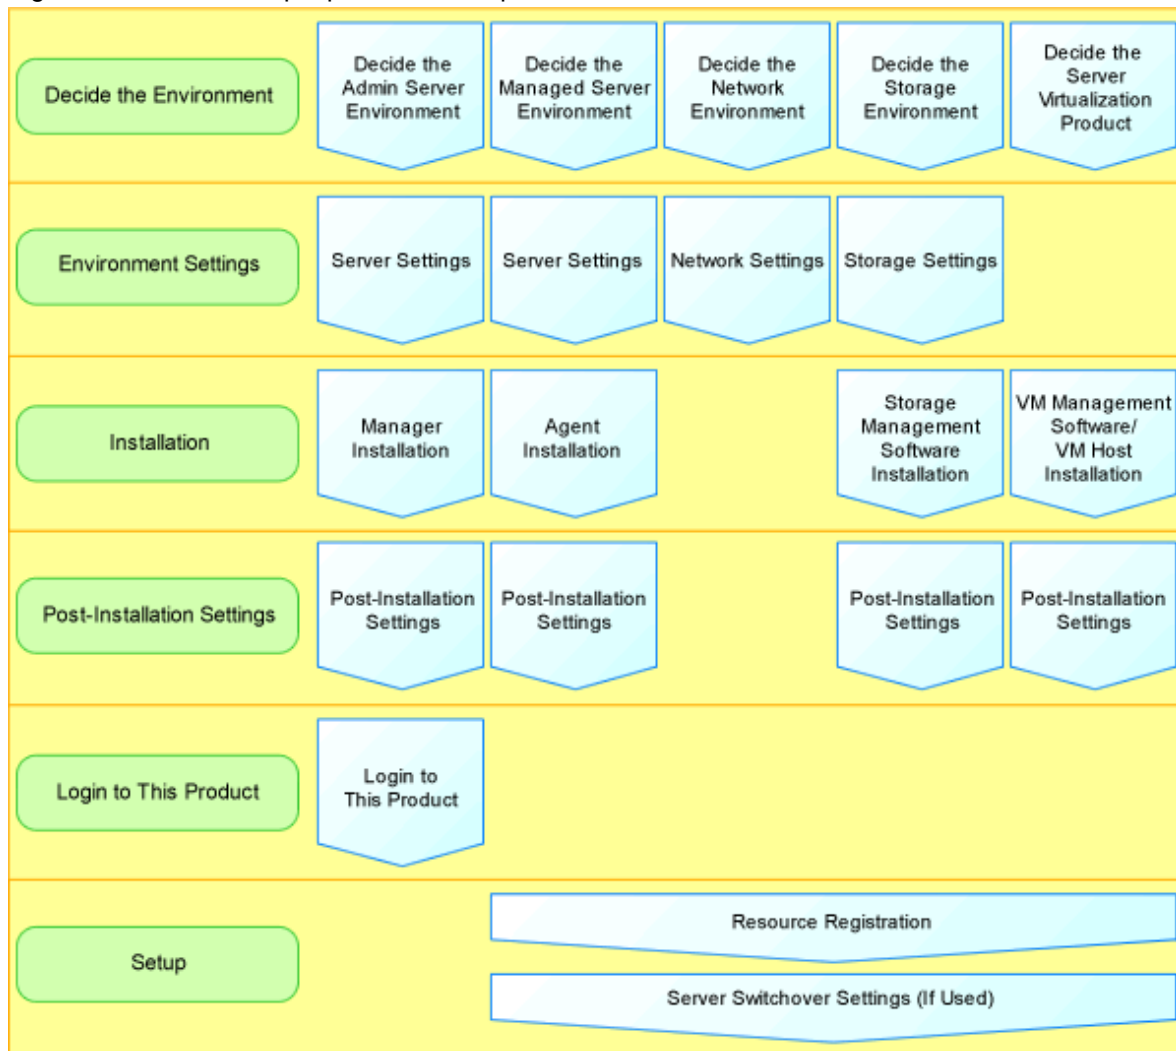 Decide the Environment
Decide the
Admin Server
Environment
Decide the
Managed Server
Environment
Decide the
Network
Environment
Decide the
Storage
Environment
Decide the
Server
Virtualization
Product
Environment Settings
Server Settings
Server Settings
Network Settings
Storage Settings
Installation
Manager
Installation
Agent
Installation
Storage
Management
Software
Installation
VM Management
Software/
VM Host
Installation
Post-Installation Settings
Post-Installation
Settings
Post-Installation
Settings
Post-Installation
Settings
Post-Installation
Settings
Login to This Product
Login to
This Product
Setup
Resource Registration
Server Switchover Settings (If Used)